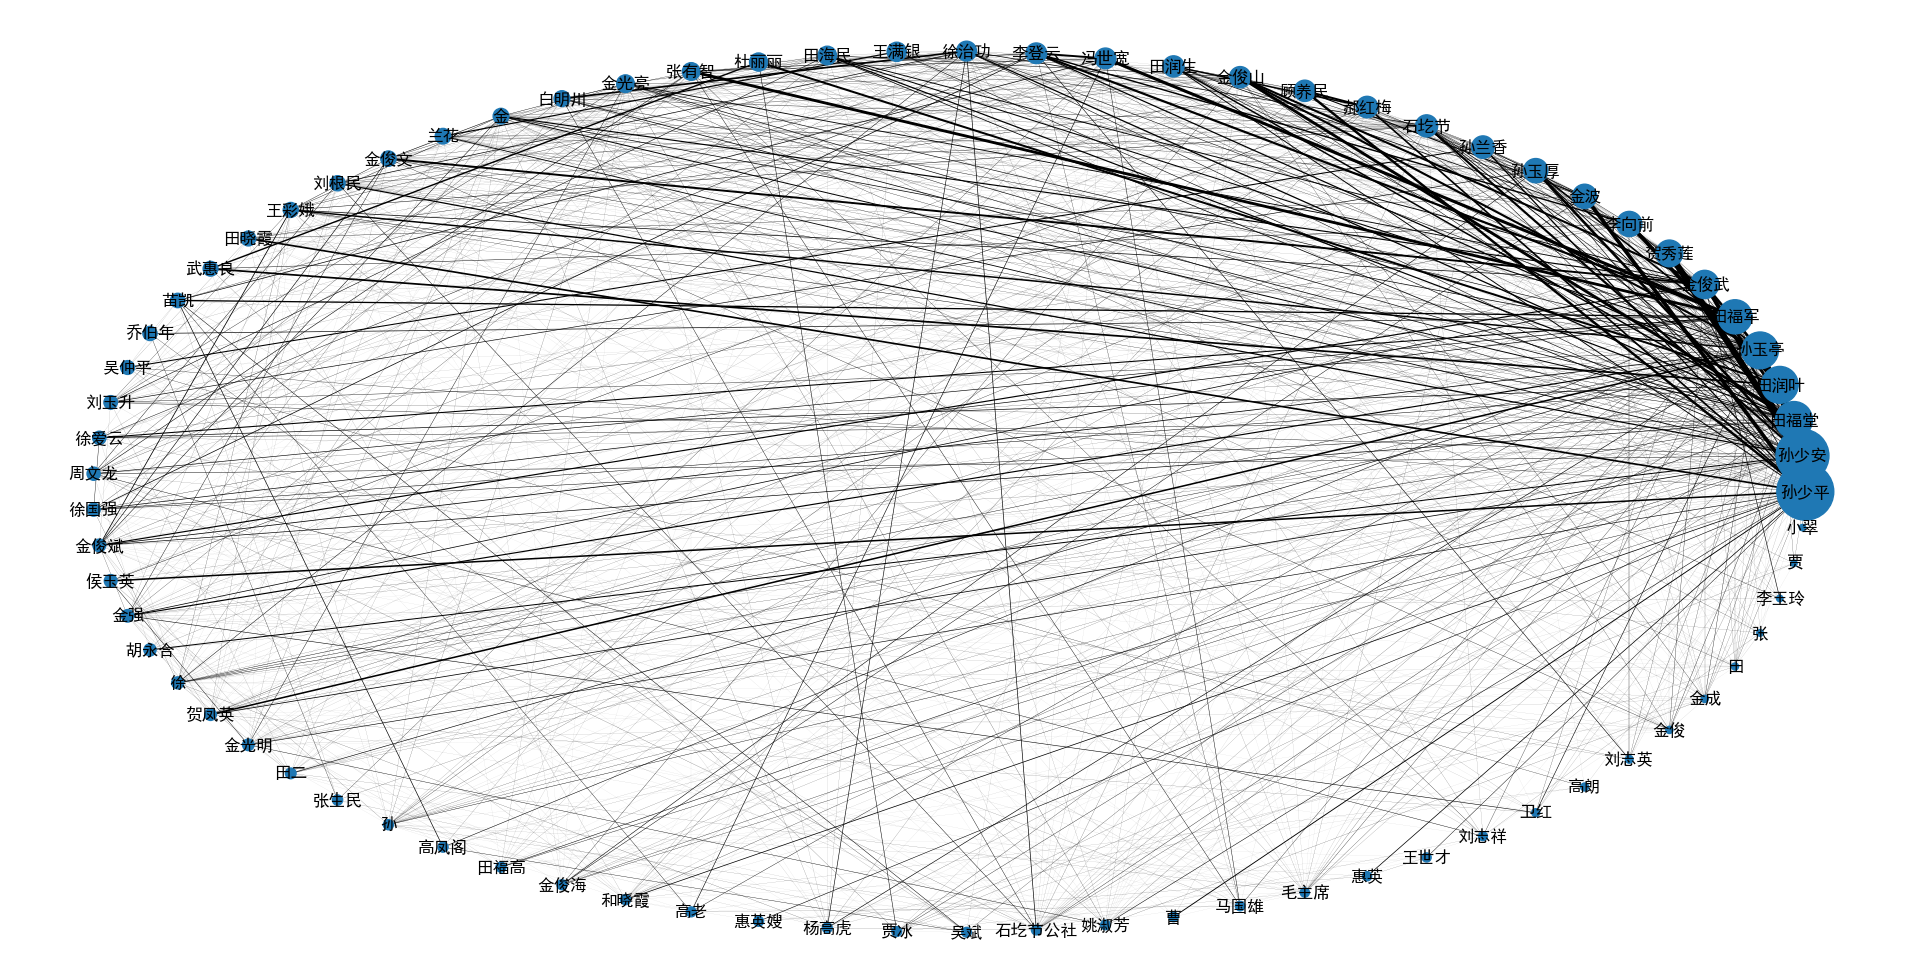 徐治功
李登云
冯世宽
田润生
金俊山
顾养民
郝红梅
石圪节
孙兰香
孙玉厚
金波
李向前
贺秀莲
金俊武
田福军
孙玉亭
田润叶
田福堂
孙少安
孙少平
小翠
贾
李玉玲
张
田
金成
金俊
刘志英
高朗
卫红
刘志祥
王世才
惠英
毛主席
马国雄
曹
姚淑芳
石圪节公社
吴斌
贾冰
杨高虎
惠英嫂
高老
和晓霞
金俊海
田福高
高凤阁
孙
张生民
田二
金光明
贺凤英
徐
胡永合
金强
侯玉英
金俊斌
徐国强
周文龙
徐爱云
刘玉升
吴仲平
乔伯年
苗凯
武惠良
田晓霞
王彩娥
刘根民
金俊文
兰花
金
白明川
金光亮
张有智
杜丽丽
田海民
王满银